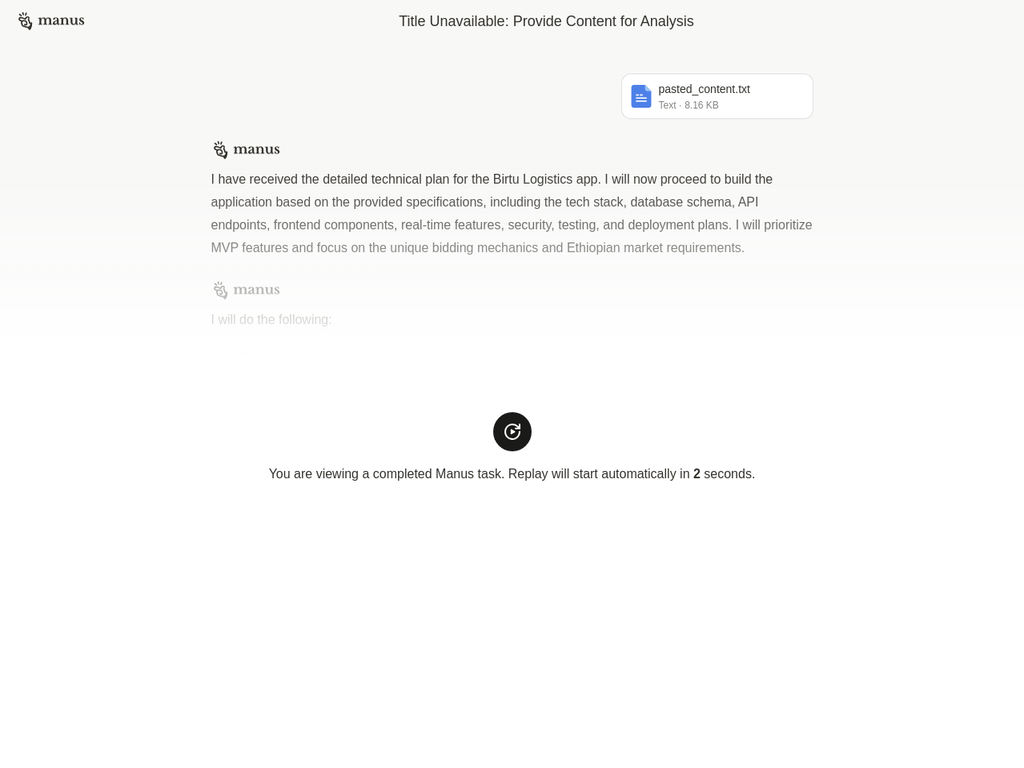 manus
Title Unavailable: Provide Content for Analysis
pasted_content.txt
Text · 8.16 KB
manus
I have received the detailed technical plan for the Birtu Logistics app. I will now proceed to build the
application based on the provided specifications, including the tech stack, database schema, API
endpoints, frontend components, real-time features, security, testing, and deployment plans. I will prioritize
MVP features and focus on the unique bidding mechanics and Ethiopian market requirements.
manus
I will do the following:
You are viewing a completed Manus task. Replay will start automatically in 2 seconds.